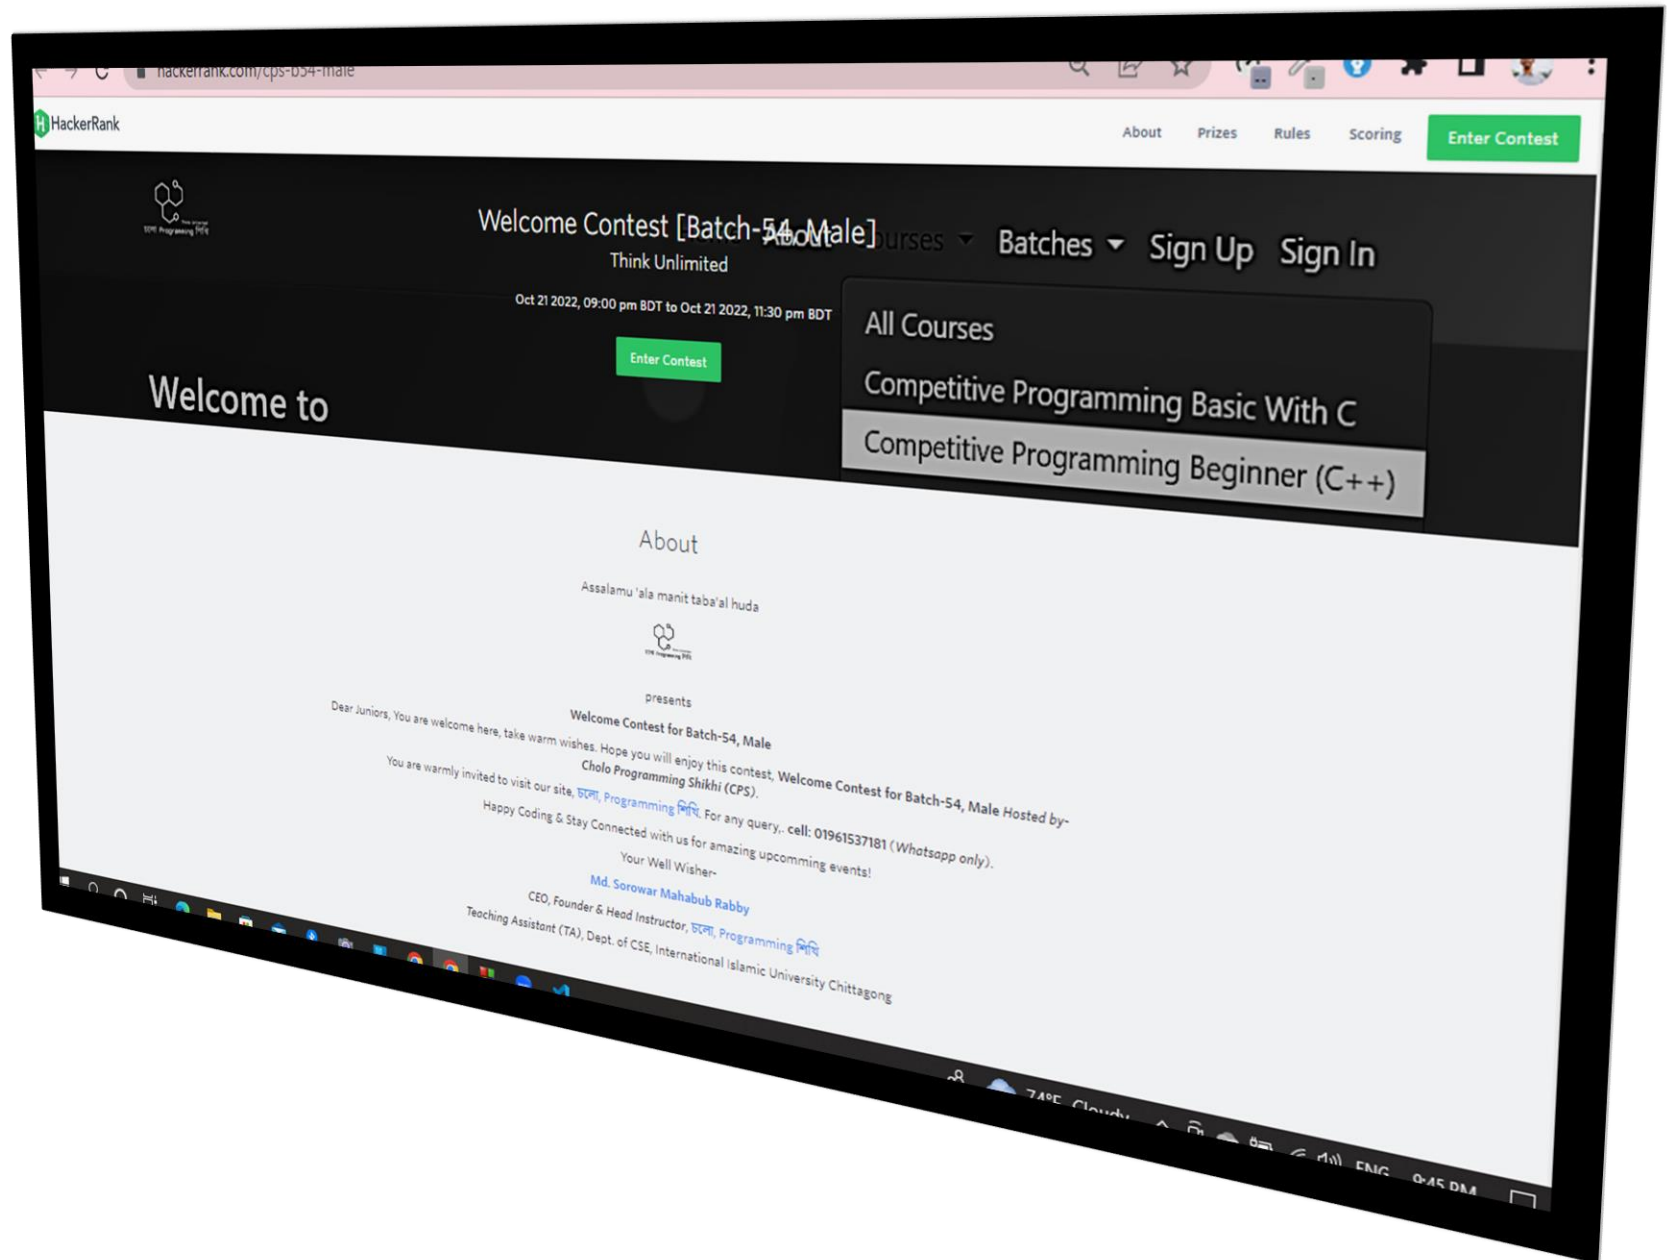 hackerrank.com/cps-b54-male
HackerRank
About Prizes Rules Scoring Enter Contest
চলো Programming শিখি
Welcome Contest [Batch-54, Male]
About Courses Batches Sign Up Sign In
Think Unlimited
Oct 21 2022, 09:00 pm BDT to Oct 21 2022, 11:30 pm BDT
Enter Contest
All Courses
Competitive Programming Basic With C
Competitive Programming Beginner (C++)
Welcome to
About
Assalamu 'ala manit taba'al huda
চলো Programming শিখি
presents
Welcome Contest for Batch-54, Male
Dear Juniors, You are welcome here, take warm wishes. Hope you will enjoy this contest, Welcome Contest for Batch-54, Male Hosted by-
Cholo Programming Shikhi (CPS).
You are warmly invited to visit our site, চলো, Programming শিখি. For any query,. cell: 01961537181 (Whatsapp only).
Happy Coding & Stay Connected with us for amazing upcomming events!
Your Well Wisher-
Md. Sorowar Mahabub Rabby
CEO, Founder & Head Instructor, চলো, Programming শিখি
Teaching Assistant (TA), Dept. of CSE, International Islamic University Chittagong
74°F Cloudy ENG 9:45 PM